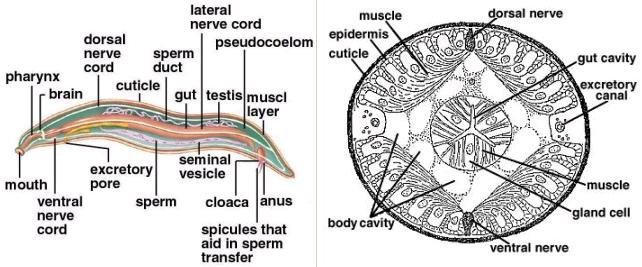 lateral
nerve cord
dorsal
nerve
cord
sperm
duct
pseudocoelom
pharynx
brain
cuticle
gut
testis
muscl
layer
mouth
ventral
nerve
cord
excretory
pore
sperm
seminal
vesicle
cloaca
anus
spicules that
aid in sperm
transfer
muscle
epidermis
cuticle
dorsal nerve
gut cavity
excretory
canal
muscle
gland cell
body cavity
ventral nerve